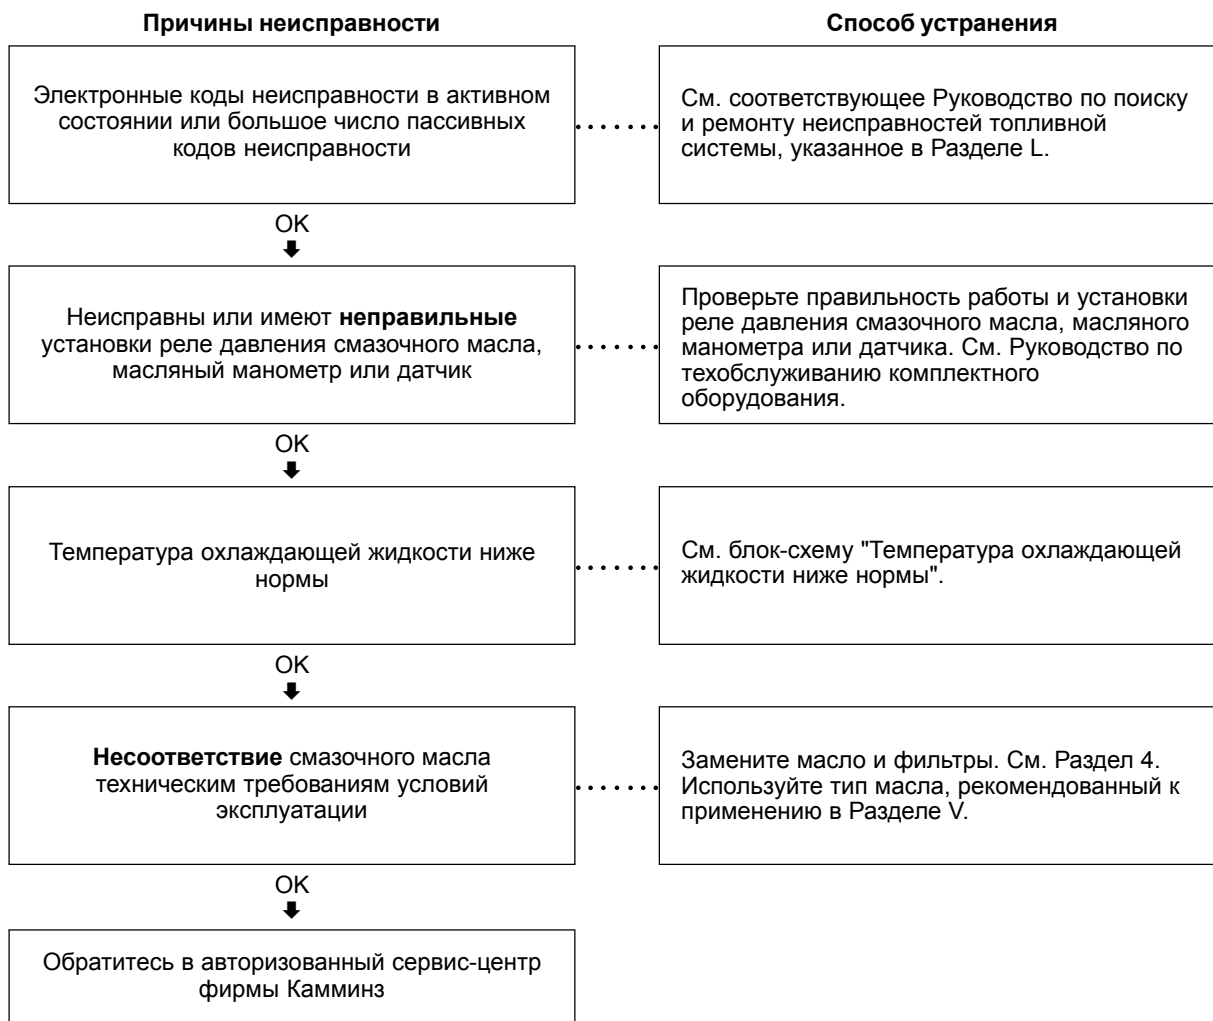 Причины неисправности
Способ устранения
Электронные коды неисправности в активном
состоянии или большое число пассивных
кодов неисправности
См. соответствующее Руководство по поиску
и ремонту неисправностей топливной
системы, указанное в Разделе L.
OK
Неисправны или имеют неправильные
установки реле давления смазочного масла,
масляный манометр или датчик
Проверьте правильность работы и установки
реле давления смазочного масла, масляного
манометра или датчика. См. Руководство по
техобслуживанию комплектного
оборудования.
OK
Температура охлаждающей жидкости ниже
нормы
См. блок-схему "Температура охлаждающей
жидкости ниже нормы".
OK
Несоответствие смазочного масла
техническим требованиям условий
эксплуатации
Замените масло и фильтры. См. Раздел 4.
Используйте тип масла, рекомендованный к
применению в Разделе V.
OK
Обратитесь в авторизованный сервис-центр
фирмы Камминз